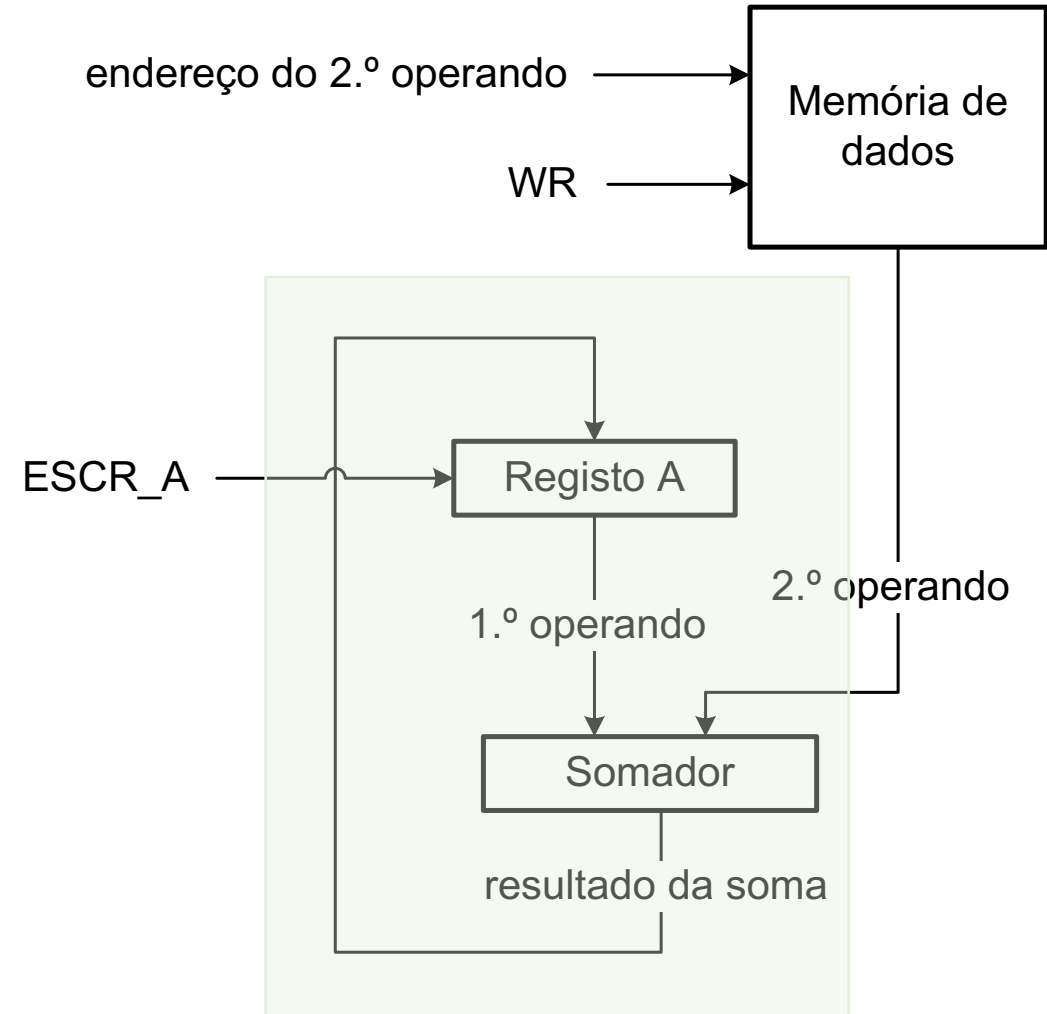 endereço do 2.º operando
Memória de
dados
WR
ESCR_A
Registo A
2.º operando
1.º operando
Somador
resultado da soma